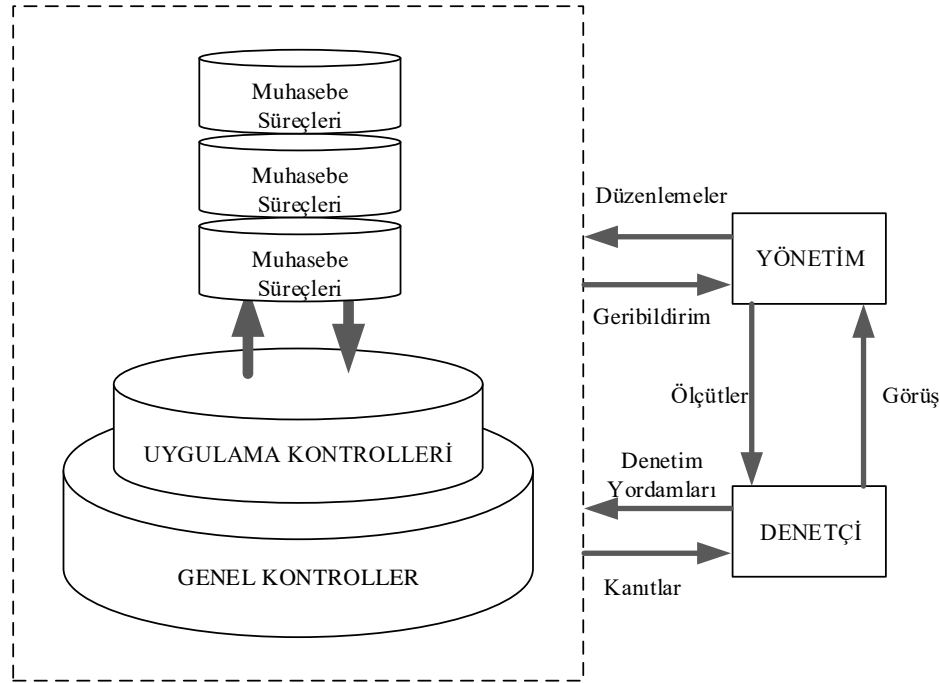 Muhasebe
Süreçleri
Muhasebe
Süreçleri
Muhasebe
Süreçleri
UYGULAMA KONTROLLERİ
GENEL KONTROLLER
Düzenlemeler
YÖNETİM
Geribildirim
Ölçütler
Görüş
Denetim
Yordamları
DENETÇİ
Kanıtlar